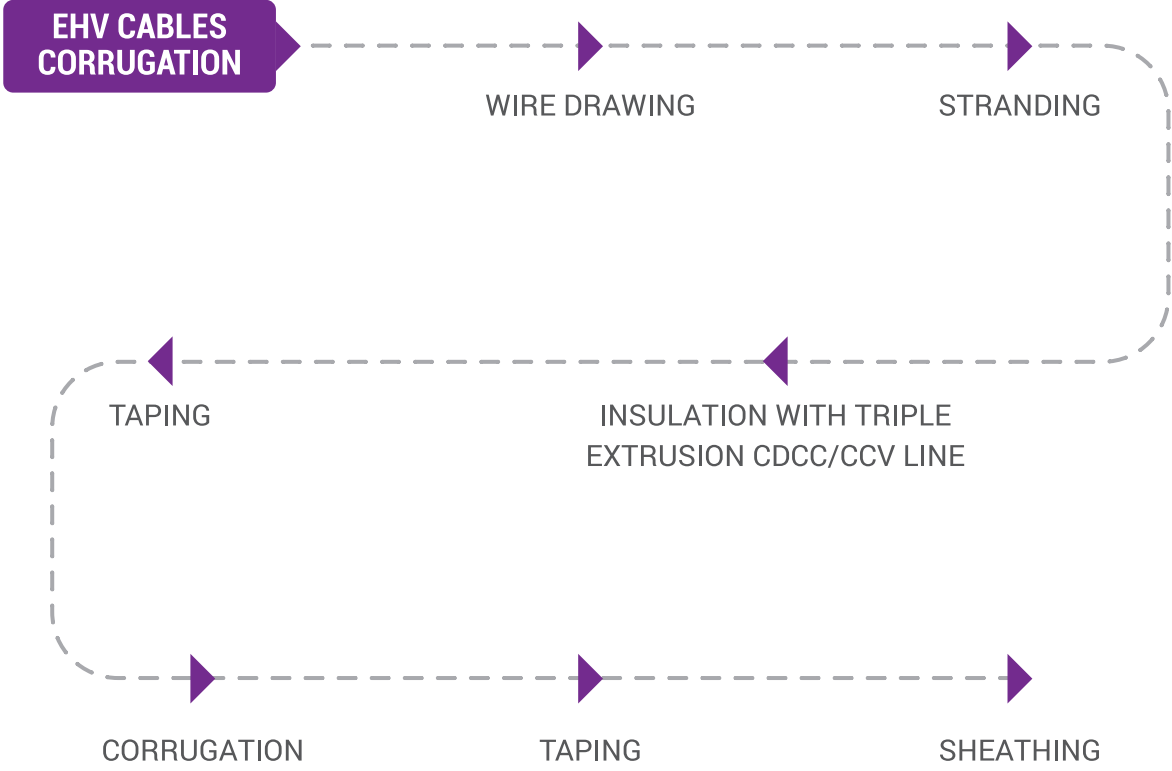 EHV CABLES
CORRUGATION
WIRE DRAWING
STRANDING
INSULATION WITH TRIPLE
EXTRUSION CDCC/CCV LINE
TAPING
CORRUGATION
TAPING
SHEATHING